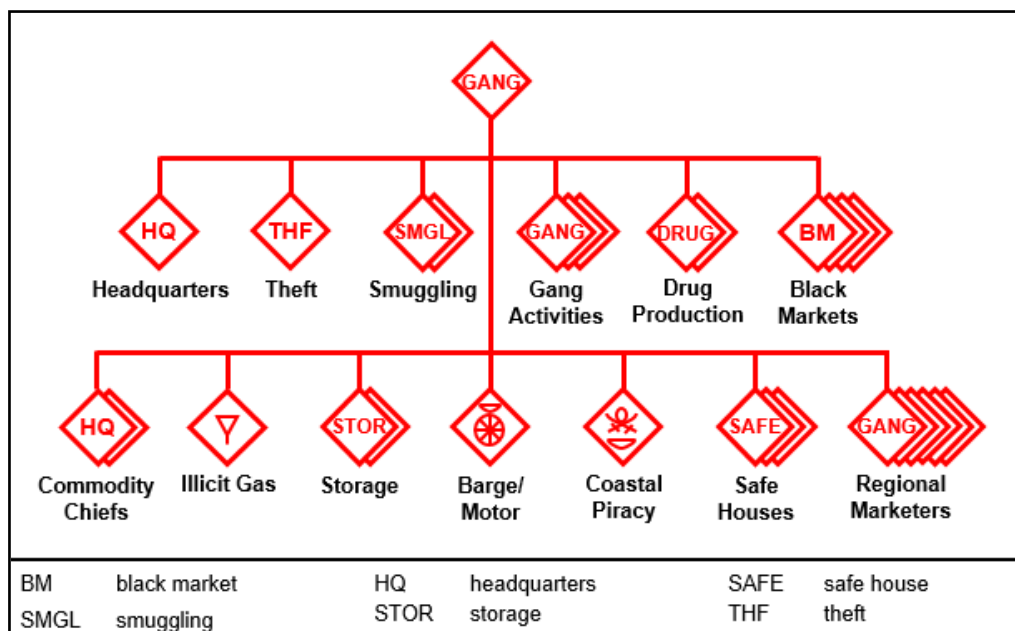 GANG
HQ THF SMGL GANG DRUG BM
Headquarters Theft Smuggling Gang Activities Drug Production Black Markets
HQ STOR SAFE GANG
Commodity Chiefs Illicit Gas Storage Barge/ Motor Coastal Piracy Safe Houses Regional Marketers
BM black market HQ headquarters SAFE safe house
SMGL smuggling STOR storage THF theft